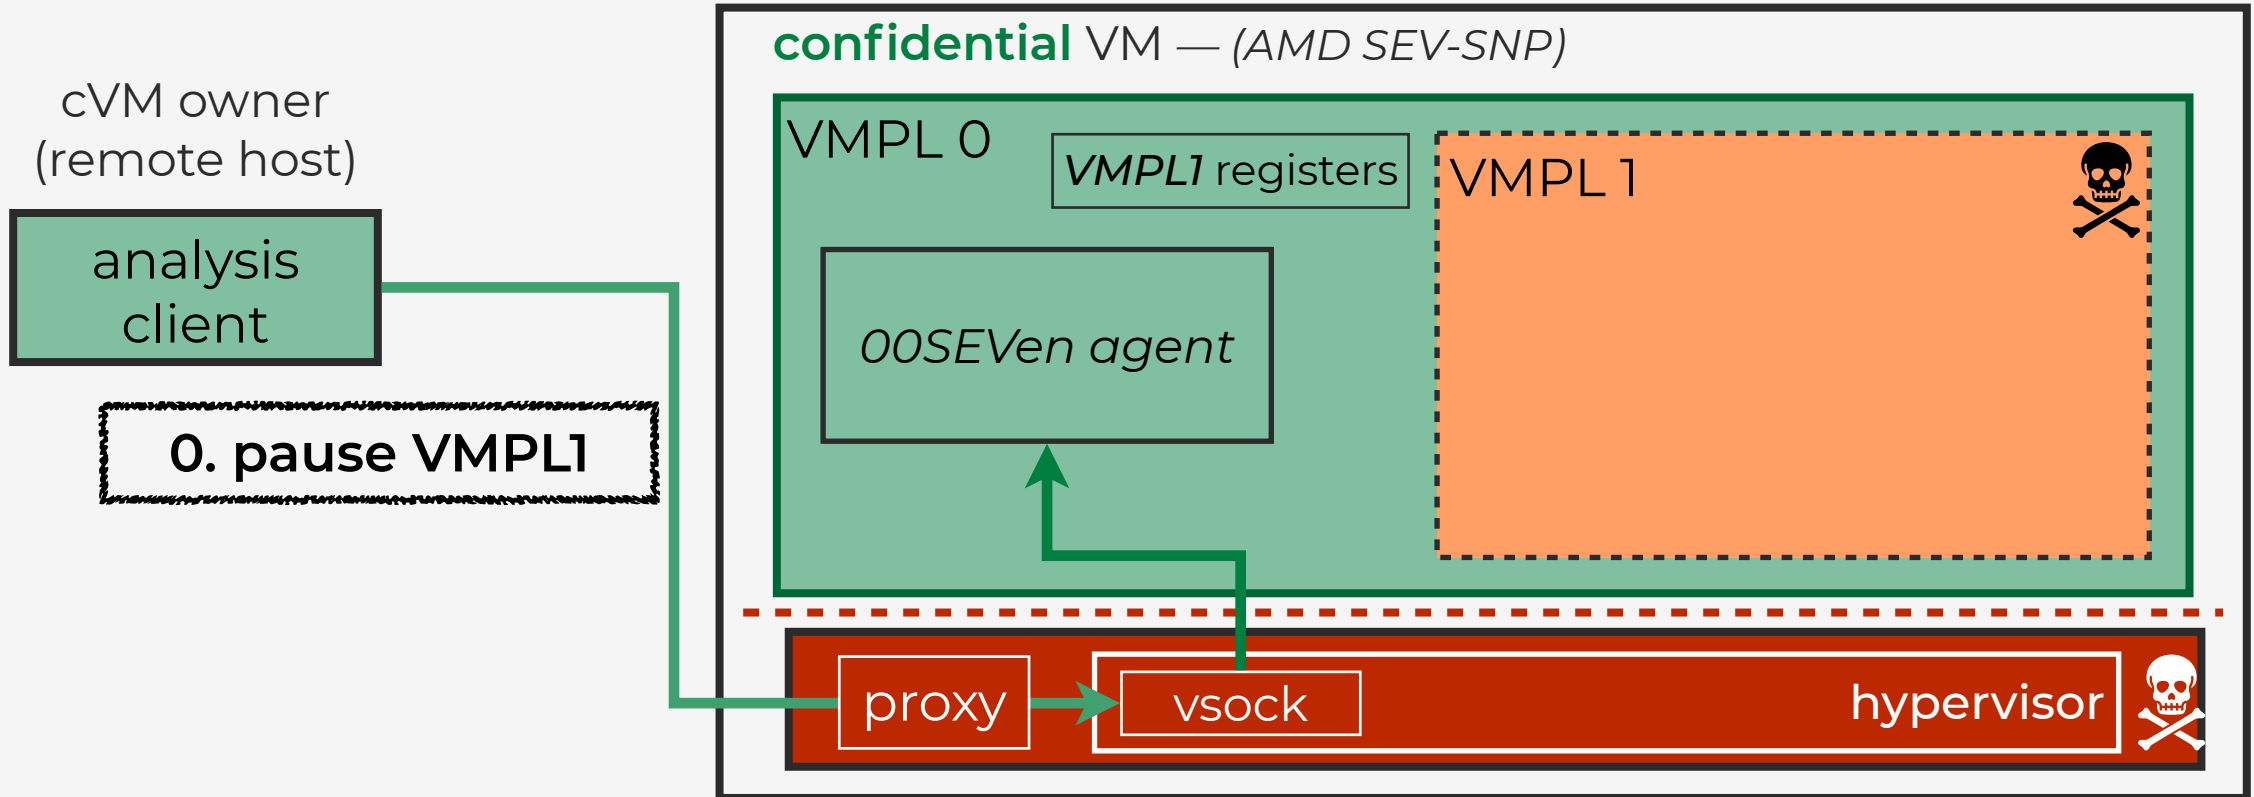 confidential VM — (AMD SEV-SNP)
cVM owner
(remote host)
analysis
client
0. pause VMPL1
VMPL 0
VMPL1 registers
VMPL 1
00SEVen agent
proxy
vsock
hypervisor